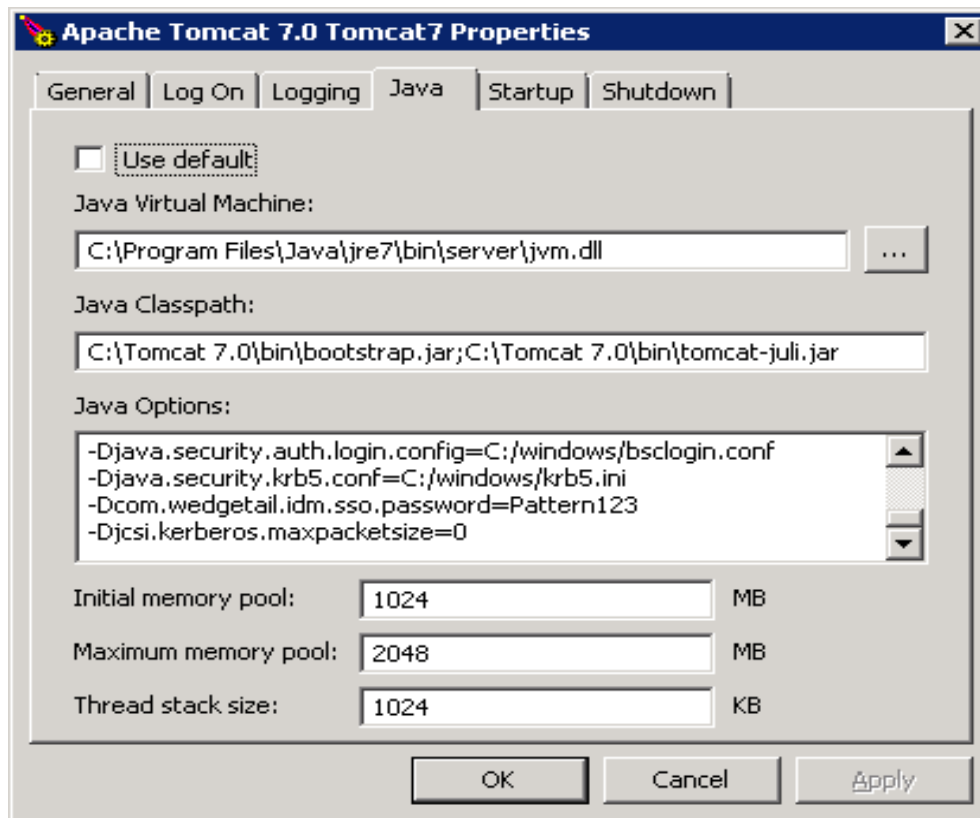 Apache Tomcat 7.0 Tomcat7 Properties
General Log On Logging Java Startup Shutdown
Use default
Java Virtual Machine:
C:\Program Files\Java\jre7\bin\server\jvm.dll ...
Java Classpath:
C:\Tomcat 7.0\bin\bootstrap.jar;C:\Tomcat 7.0\bin\tomcat-juli.jar
Java Options:
-Djava.security.auth.login.config=C:/windows/bsclogin.conf
-Djava.security.krb5.conf=C:/windows/krb5.ini
-Dcom.wedgetail.idm.sso.password=Pattern123
-Djcsi.kerberos.maxpacketsize=0
Initial memory pool: 1024 MB
Maximum memory pool: 2048 MB
Thread stack size: 1024 KB
OK Cancel Apply